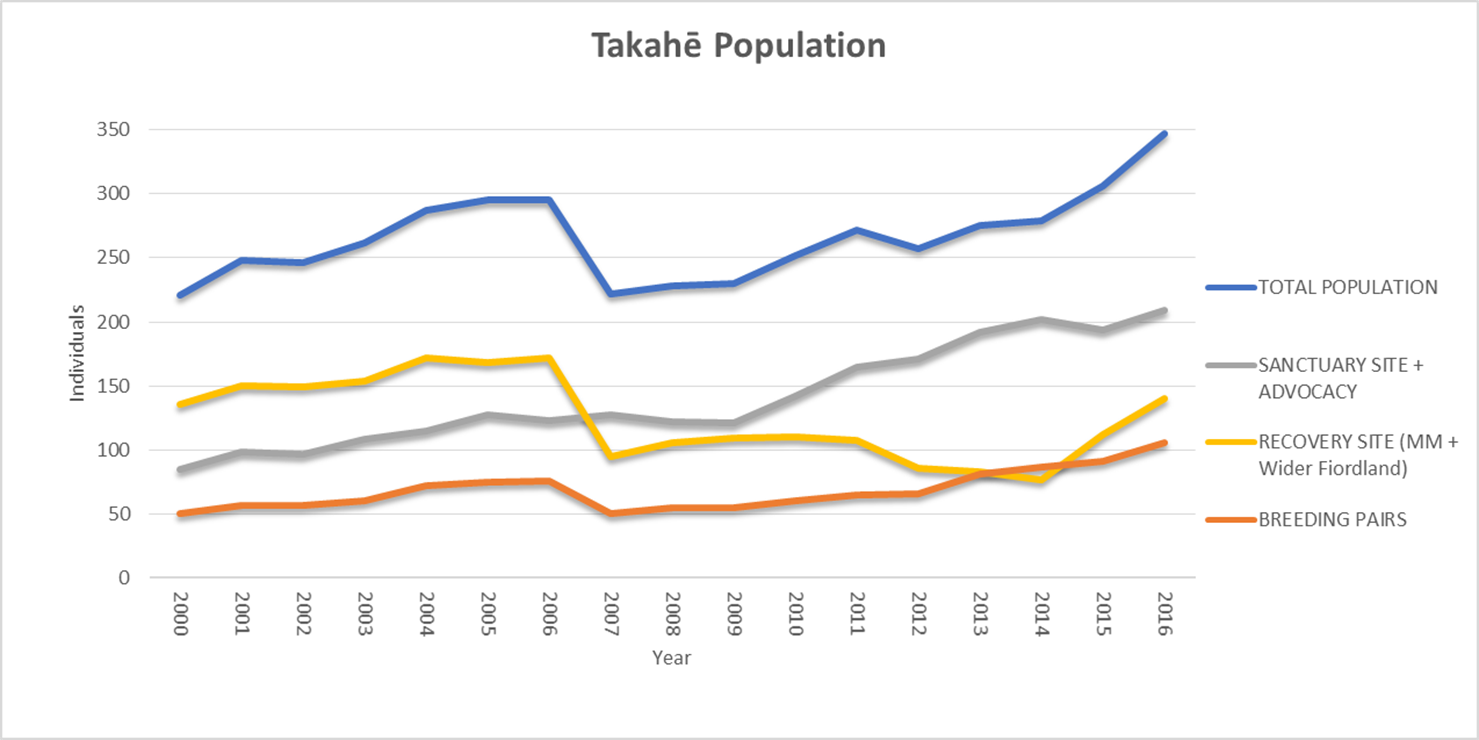 Takahē Population
350
300
250
200
150
100
50
0
Individuals
2000
2001
2002
2003
2004
2005
2006
2007
2008
2009
2010
2011
2012
2013
2014
2015
2016
Year
TOTAL POPULATION
SANCTUARY SITE +
ADVOCACY
RECOVERY SITE (MM +
Wider Fiordland)
BREEDING PAIRS